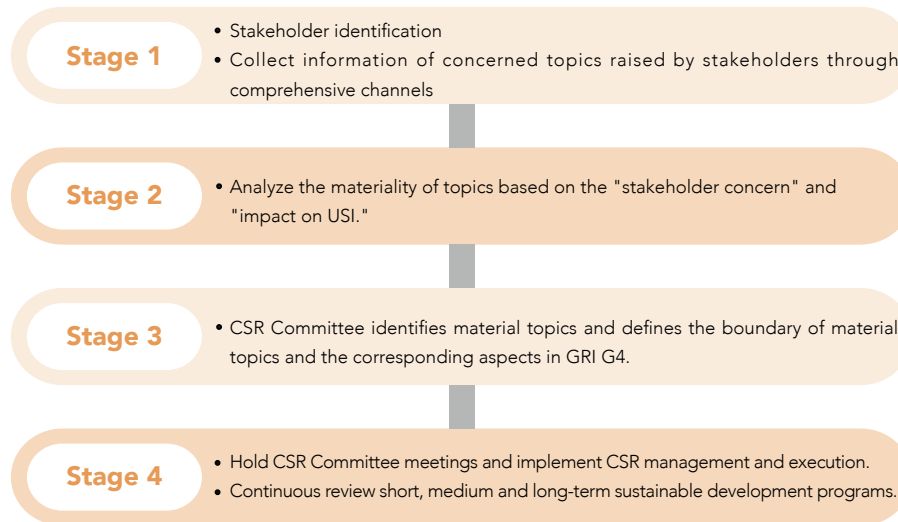 Stage 1
• Stakeholder identification
• Collect information of concerned topics raised by stakeholders through
comprehensive channels
Stage 2
• Analyze the materiality of topics based on the "stakeholder concern" and
"impact on USI."
Stage 3
• CSR Committee identifies material topics and defines the boundary of material
topics and the corresponding aspects in GRI G4.
Stage 4
• Hold CSR Committee meetings and implement CSR management and execution.
• Continuous review short, medium and long-term sustainable development programs.